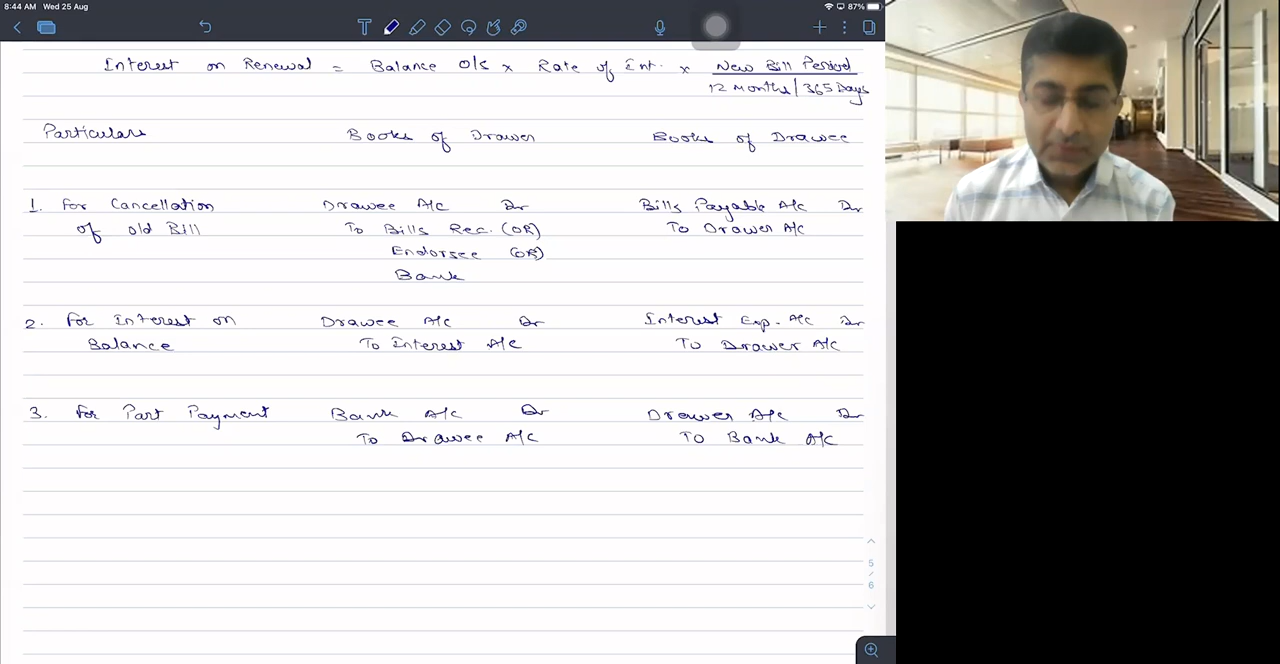 8:44 AM Wed 25 Aug
87%
Interest on Renewal = Balance O/S × Rate of Int. × New Bill Period
12 Months/365 Days
Particulars Books of Drawer Books of Drawee
1. For Cancellation Drawee A/c Dr Bills Payable A/c Dr
of old Bill To Bills Rec. (OR) To Drawer A/c
Endorsee (OR)
Bank
2. For Interest on Drawee A/c Dr Interest Exp. A/c Dr
Balance To Interest A/c To Drawer A/c
3. For Part Payment Bank A/c Dr Drawer A/c Dr
To Drawee A/c To Bank A/c
5
/
6